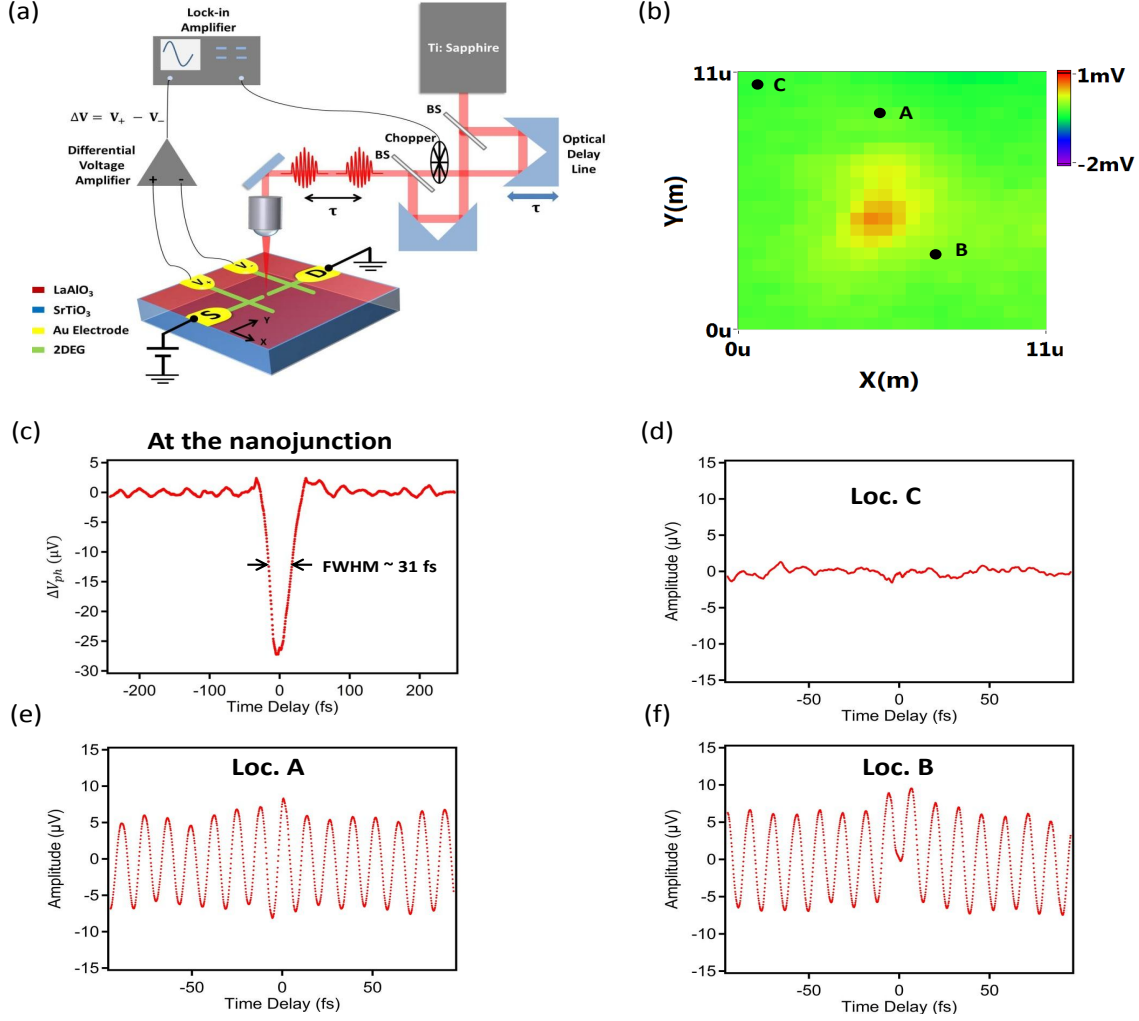 (a)
Lock-in
Amplifier
Ti: Sapphire
BS
Chopper
BS
Optical
Delay
Line
ΔV = V₊ − V₋
Differential
Voltage
Amplifier
+ -
τ
τ
V₊
V₋
D
S
Y
X
LaAlO₃
SrTiO₃
Au Electrode
2DEG
(b)
11u
C
A
B
1mV
-2mV
Y(m)
0u
0u 11u
X(m)
(c)
At the nanojunction
5
0
-5
-10
-15
-20
-25
-30
ΔV_ph (μV)
FWHM ~ 31 fs
-200 -100 0 100 200
Time Delay (fs)
(d)
Loc. C
15
10
5
0
-5
-10
-15
Amplitude (μV)
-50 0 50
Time Delay (fs)
(e)
Loc. A
15
10
5
0
-5
-10
-15
Amplitude (μV)
-50 0 50
Time Delay (fs)
(f)
Loc. B
15
10
5
0
-5
-10
-15
Amplitude (μV)
-50 0 50
Time Delay (fs)